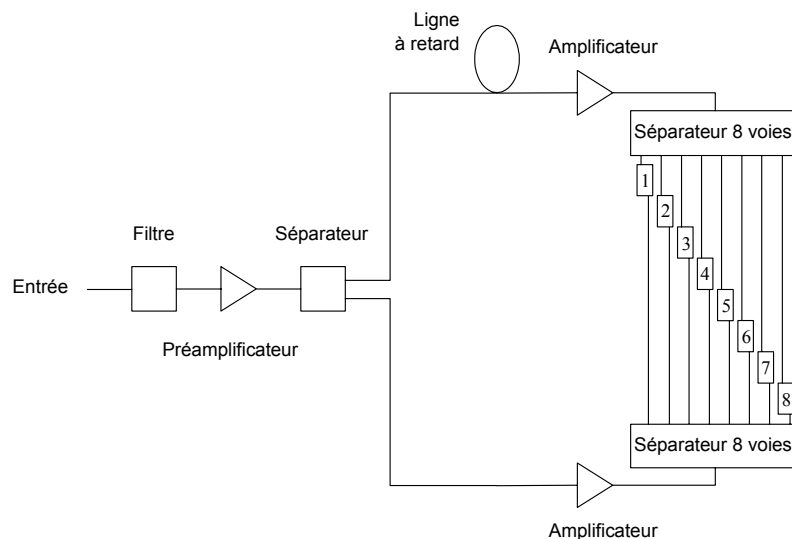 Ligne
à retard
Amplificateur
Séparateur 8 voies
1
2
3
4
5
6
7
8
Filtre
Séparateur
Entrée
Préamplificateur
Séparateur 8 voies
Amplificateur